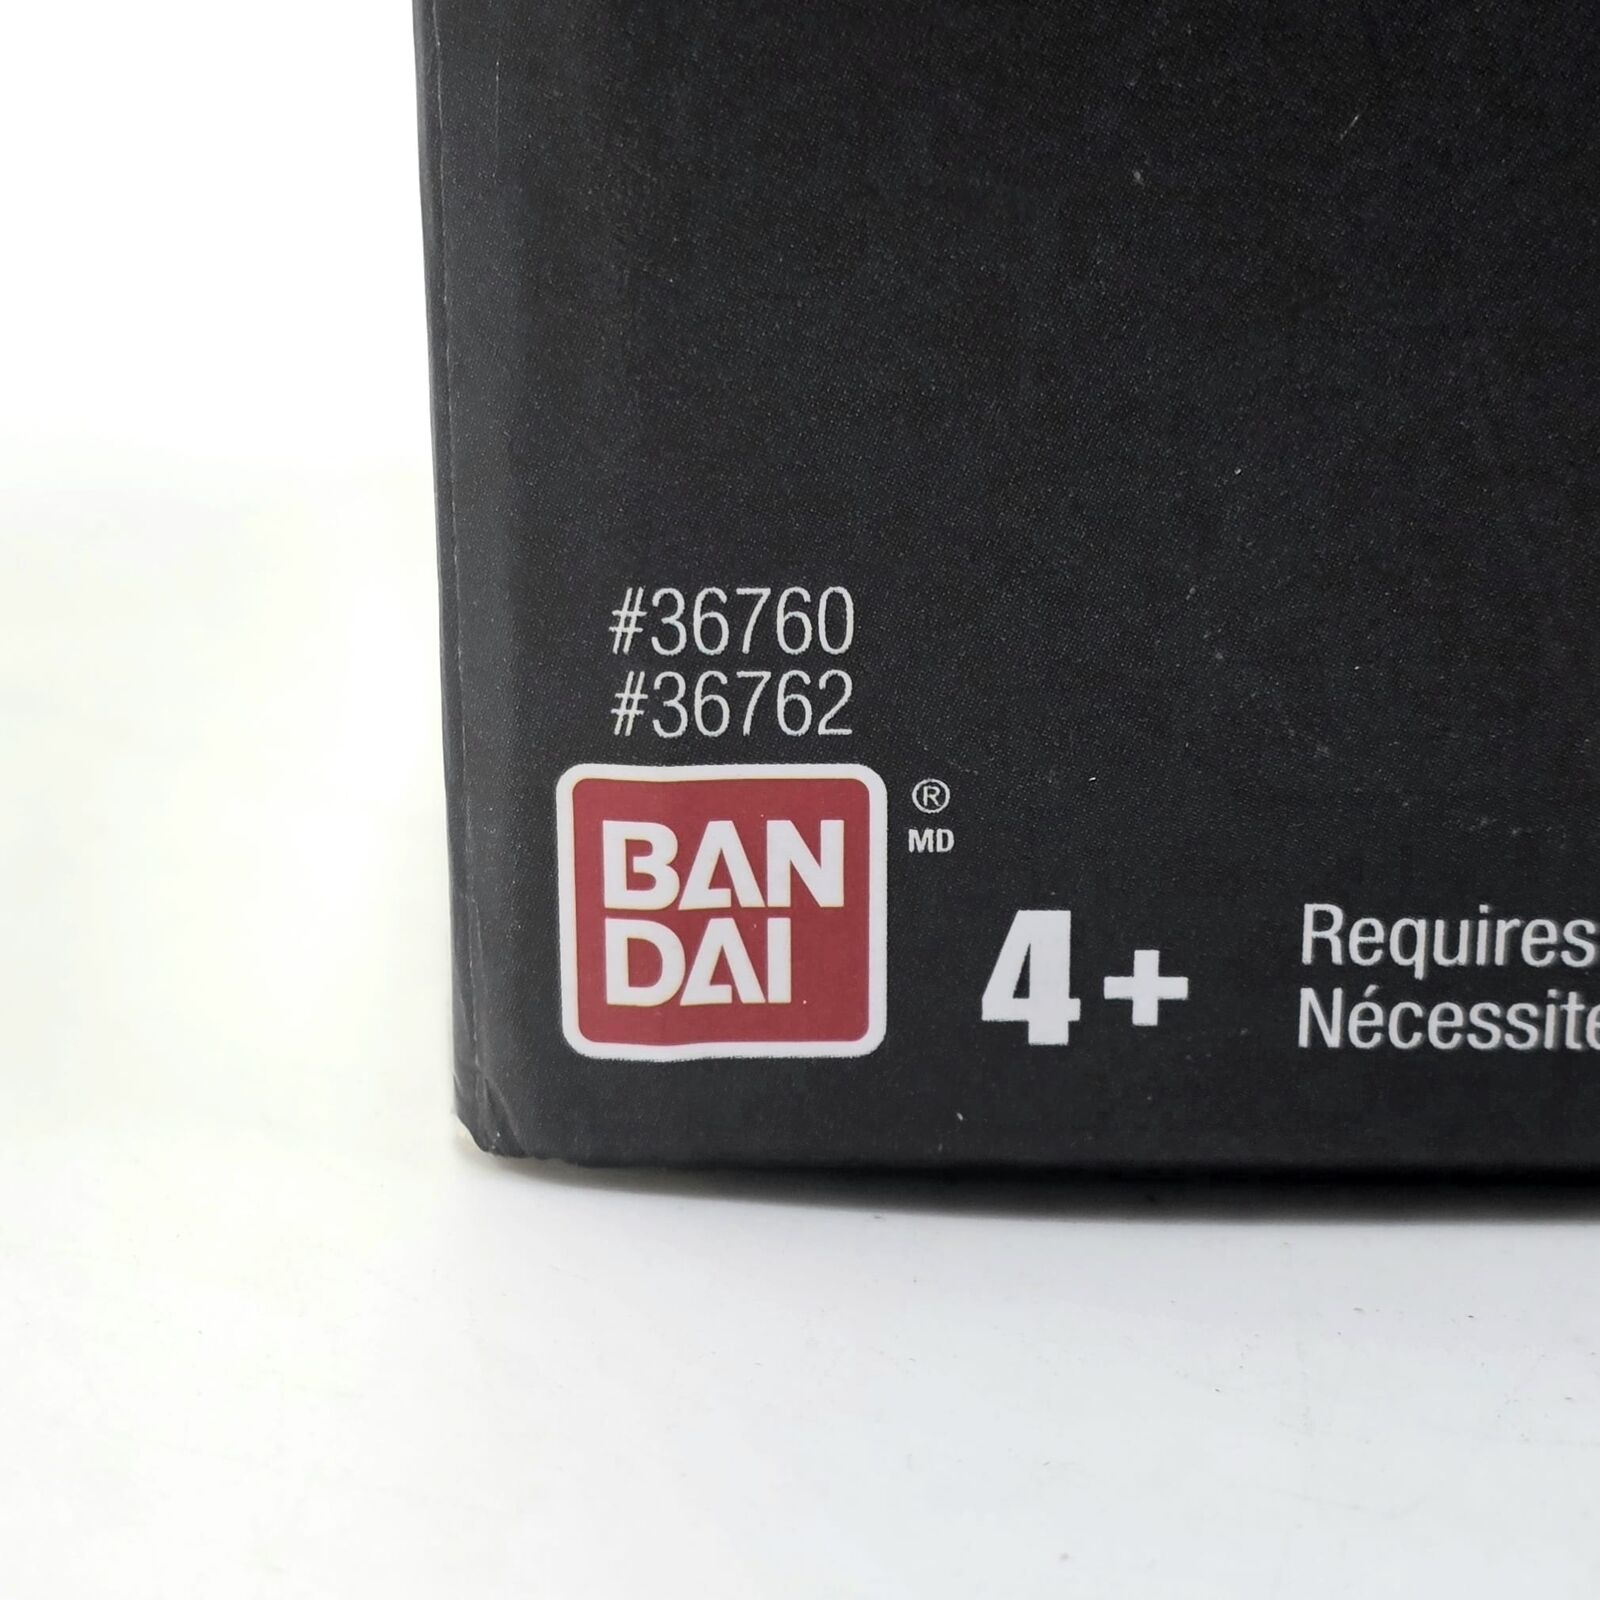 #36760
#36762
BAN
DAI
®
MD
4+
Requires
Nécessite